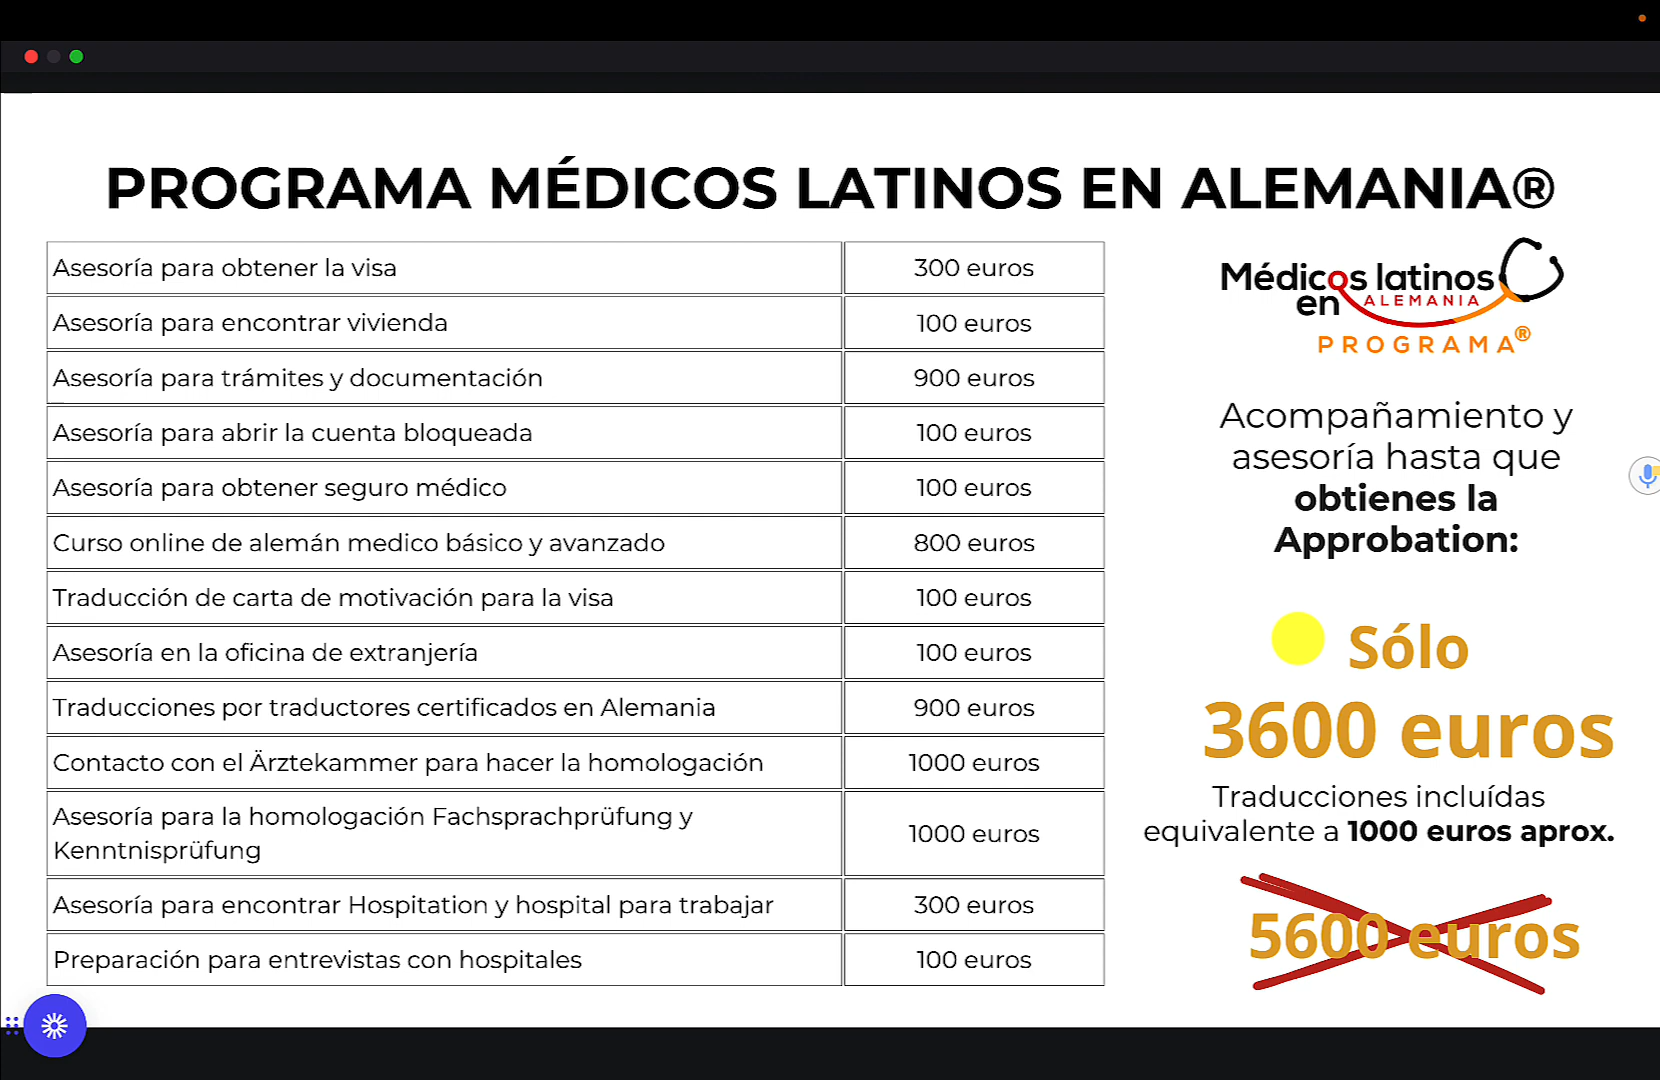 PROGRAMA MÉDICOS LATINOS EN ALEMANIA®
Asesoría para obtener la visa 300 euros
Asesoría para encontrar vivienda 100 euros
Asesoría para trámites y documentación 900 euros
Asesoría para abrir la cuenta bloqueada 100 euros
Asesoría para obtener seguro médico 100 euros
Curso online de alemán medico básico y avanzado 800 euros
Traducción de carta de motivación para la visa 100 euros
Asesoría en la oficina de extranjería 100 euros
Traducciones por traductores certificados en Alemania 900 euros
Contacto con el Ärztekammer para hacer la homologación 1000 euros
Asesoría para la homologación Fachsprachprüfung y
Kenntnisprüfung 1000 euros
Asesoría para encontrar Hospitation y hospital para trabajar 300 euros
Preparación para entrevistas con hospitales 100 euros
Médicos latinos
en ALEMANIA
PROGRAMA®
Acompañamiento y
asesoría hasta que
obtienes la
Approbation:
Sólo
3600 euros
Traducciones incluídas
equivalente a 1000 euros aprox.
5600 euros